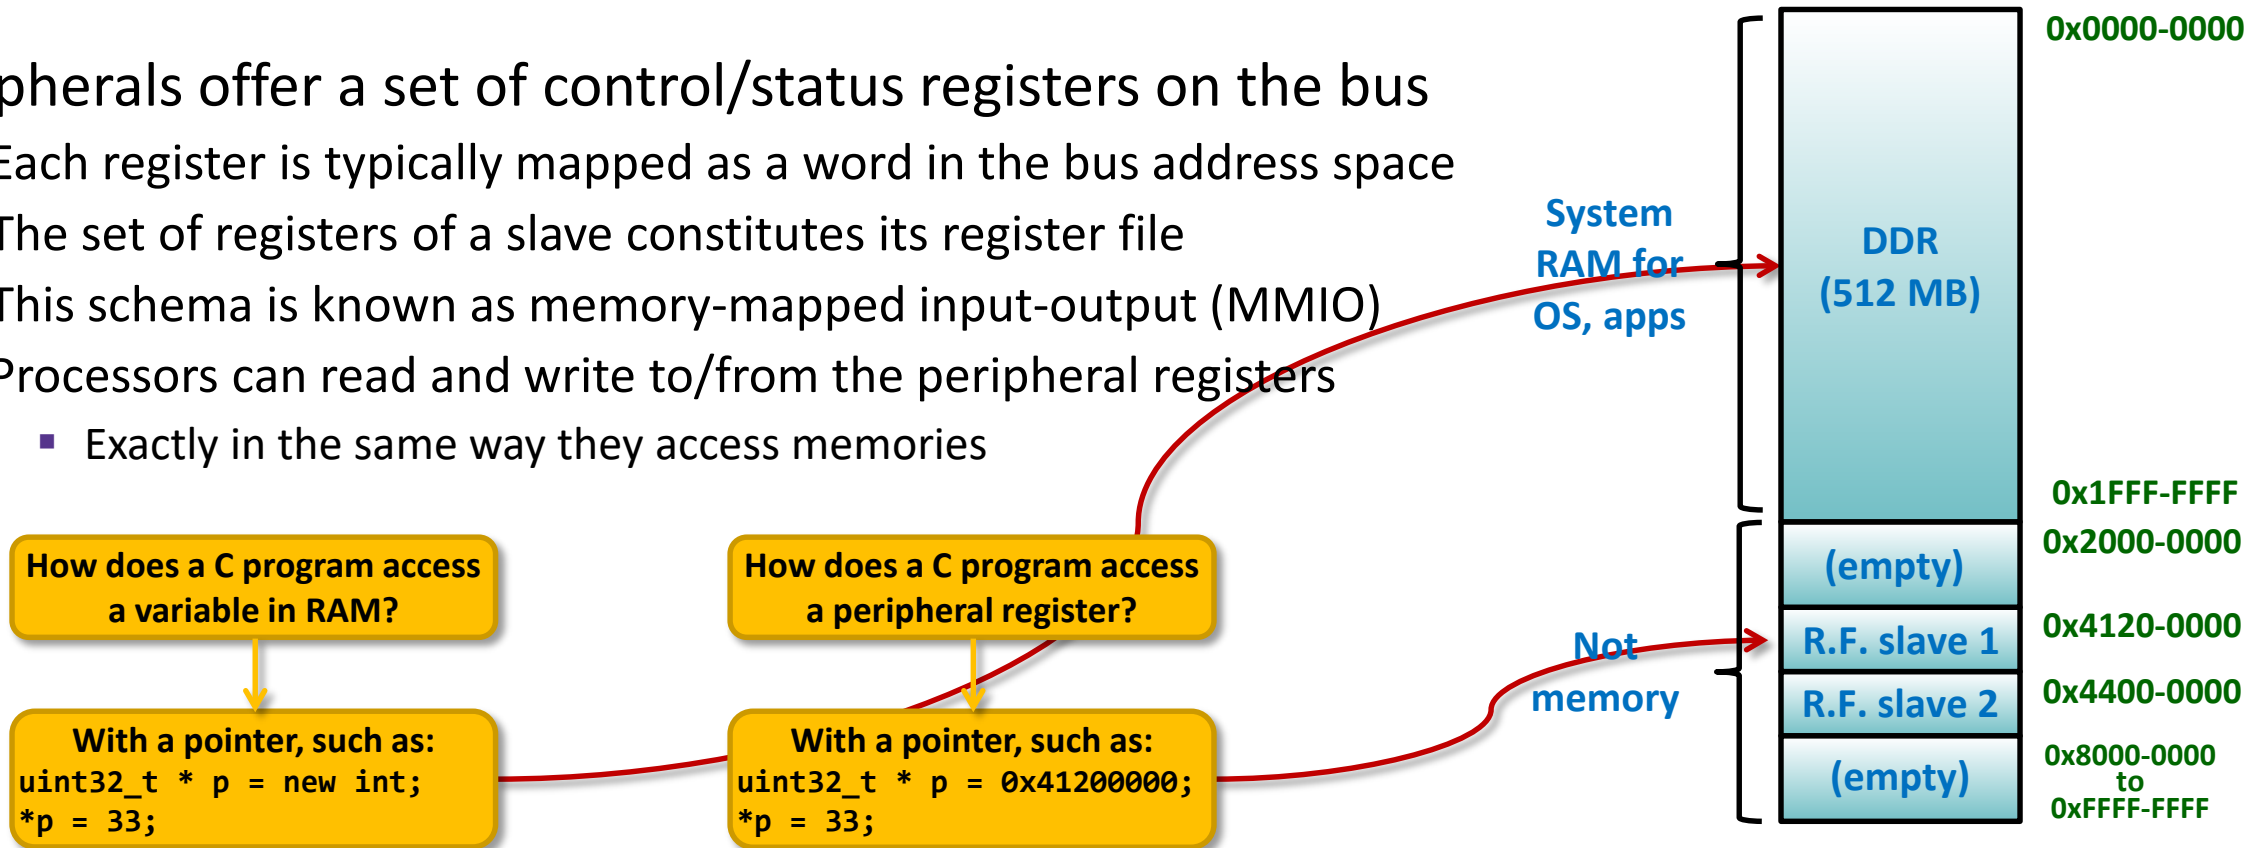 pherals offer a set of control/status registers on the bus
Each register is typically mapped as a word in the bus address space
The set of registers of a slave constitutes its register file
This schema is known as memory-mapped input-output (MMIO)
Processors can read and write to/from the peripheral registers
▪ Exactly in the same way they access memories
How does a C program access
a variable in RAM?
With a pointer, such as:
uint32_t * p = new int;
*p = 33;
How does a C program access
a peripheral register?
With a pointer, such as:
uint32_t * p = 0x41200000;
*p = 33;
System
RAM for
OS, apps
Not
memory
DDR
(512 MB)
(empty)
R.F. slave 1
R.F. slave 2
(empty)
0x0000-0000
0x1FFF-FFFF
0x2000-0000
0x4120-0000
0x4400-0000
0x8000-0000
to
0xFFFF-FFFF